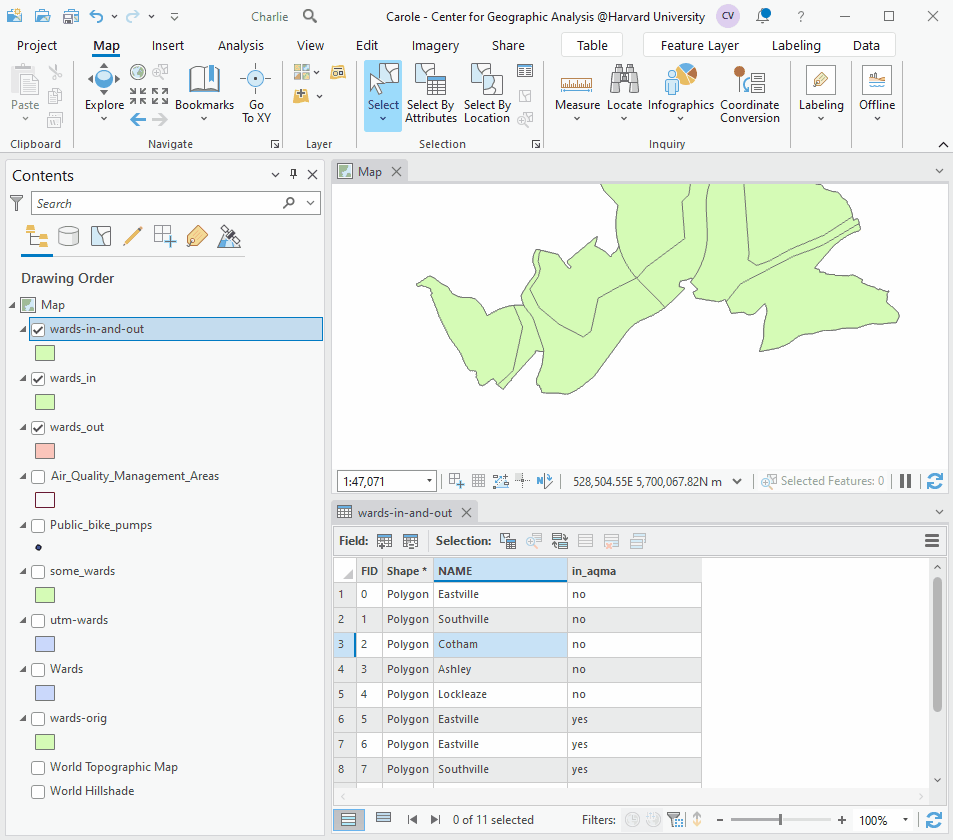 Charlie
Carole - Center for Geographic Analysis @Harvard University
CV
?
Project
Map
Insert
Analysis
View
Edit
Imagery
Share
Table
Feature Layer
Labeling
Data
Paste
Explore
Bookmarks
Go
To XY
Select
Select By
Attributes
Select By
Location
Measure
Locate
Infographics
Coordinate
Conversion
Labeling
Offline
Clipboard
Navigate
Layer
Selection
Inquiry
Contents
Search
Drawing Order
Map
wards-in-and-out
wards_in
wards_out
Air_Quality_Management_Areas
Public_bike_pumps
some_wards
utm-wards
Wards
wards-orig
World Topographic Map
World Hillshade
Map
1:47,071
528,504.55E 5,700,067.82N m
Selected Features: 0
wards-in-and-out
Field:
Selection:
FID Shape * NAME in_aqma
1 0 Polygon Eastville no
2 1 Polygon Southville no
3 2 Polygon Cotham no
4 3 Polygon Ashley no
5 4 Polygon Lockleaze no
6 5 Polygon Eastville yes
7 6 Polygon Eastville yes
8 7 Polygon Southville yes
0 of 11 selected
Filters:
100%